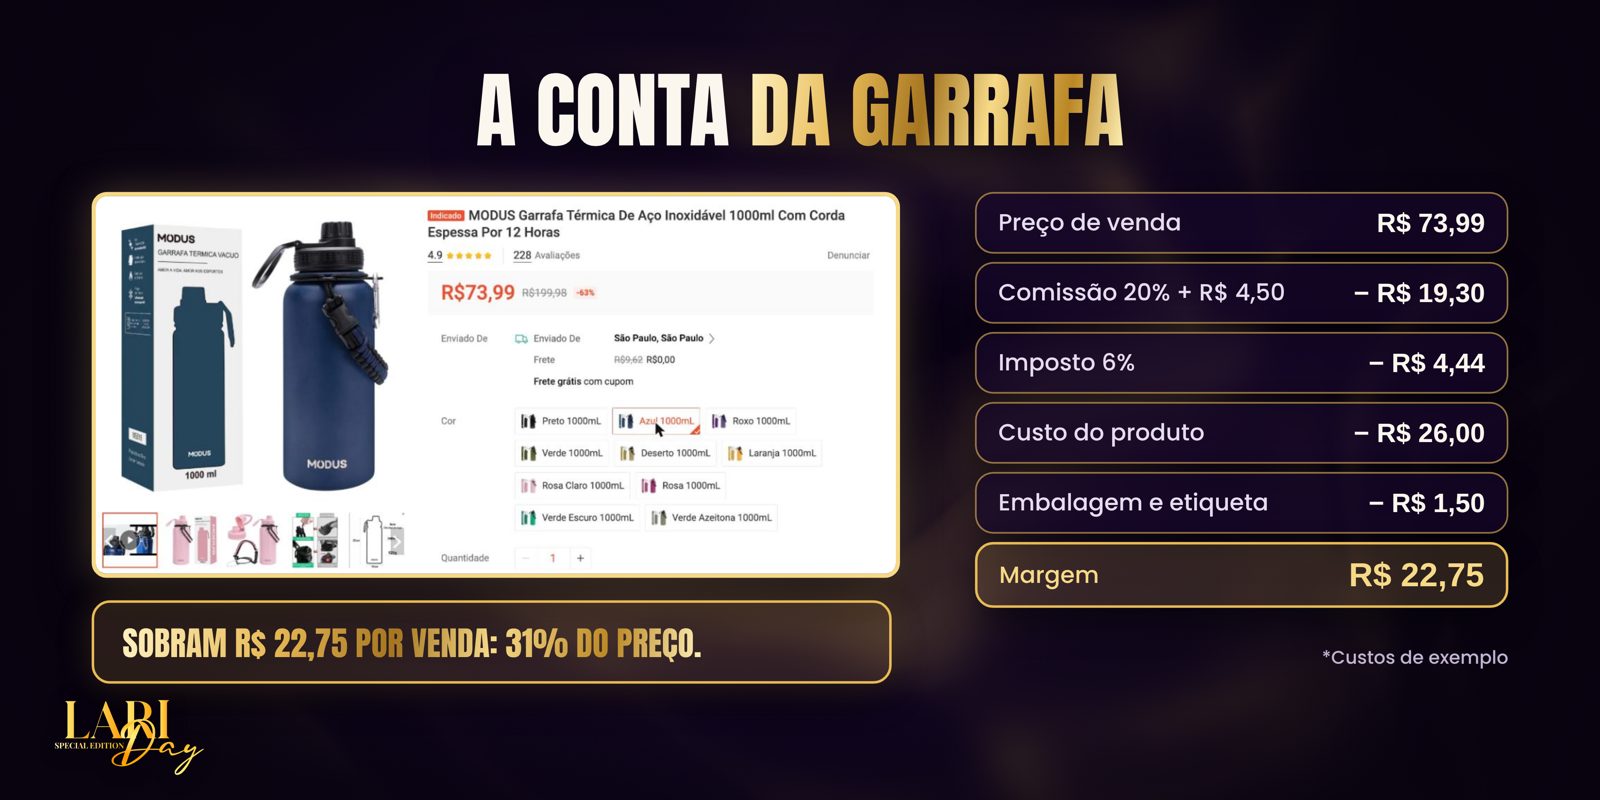 A CONTA DA GARRAFA
MODUS
GARRAFA TERMICA VACUO
MODUS
1000 ml
MODUS
Indicado MODUS Garrafa Térmica De Aço Inoxidável 1000ml Com Corda
Espessa Por 12 Horas
4.9 228 Avaliações Denunciar
R$73,99 R$199,98 -63%
Enviado De Enviado De São Paulo, São Paulo
Frete R$9,62 R$0,00
Frete grátis com cupom
Cor Preto 1000mL Azul 1000mL Roxo 1000mL
Verde 1000mL Deserto 1000mL Laranja 1000mL
Rosa Claro 1000mL Rosa 1000mL
Verde Escuro 1000mL Verde Azeitona 1000mL
Quantidade − 1 +
SOBRAM R$ 22,75 POR VENDA: 31% DO PREÇO.
Preço de venda R$ 73,99
Comissão 20% + R$ 4,50 − R$ 19,30
Imposto 6% − R$ 4,44
Custo do produto − R$ 26,00
Embalagem e etiqueta − R$ 1,50
Margem R$ 22,75
*Custos de exemplo
LARI
SPECIAL EDITION Day